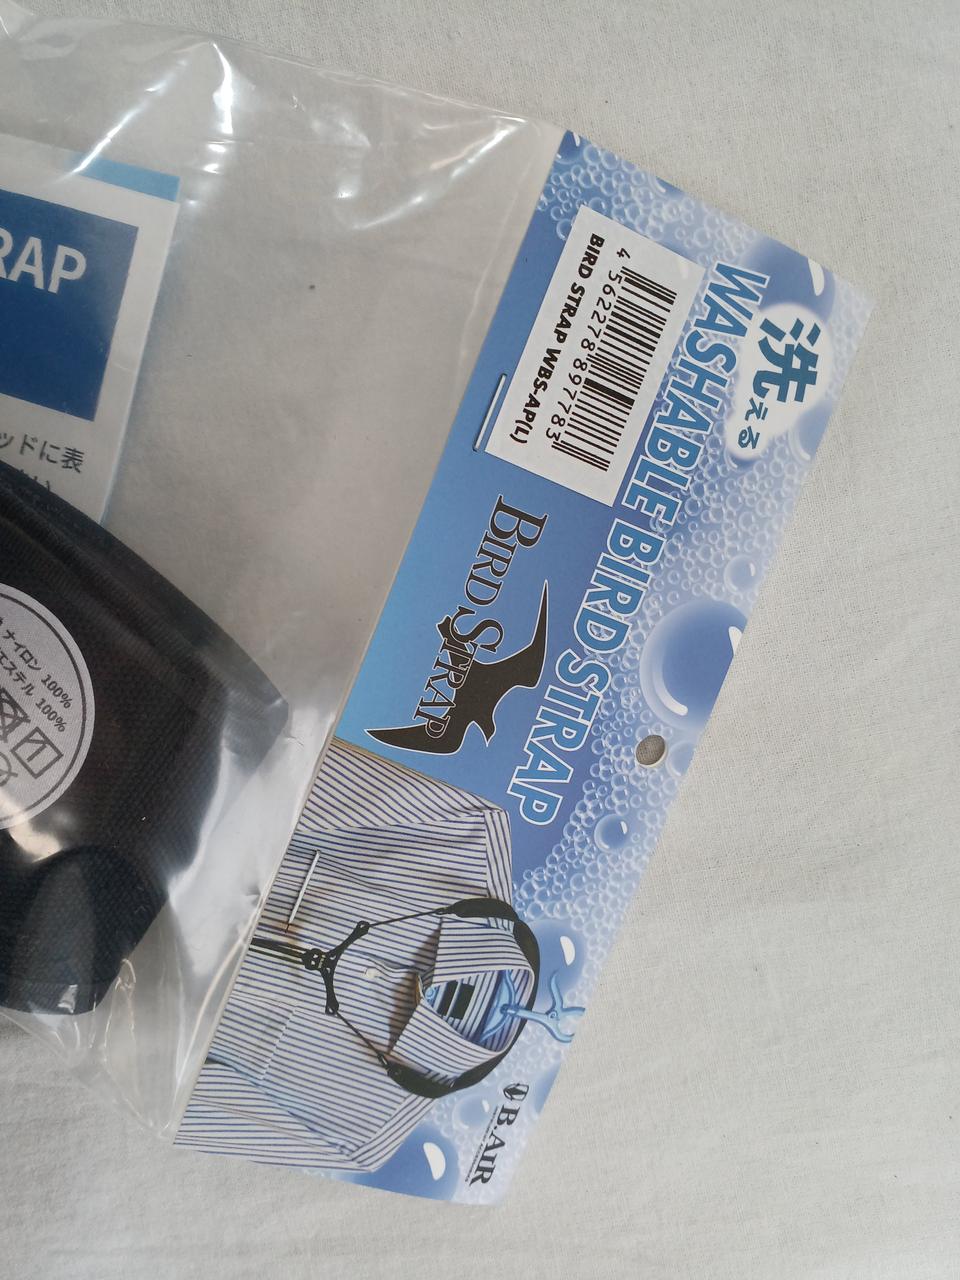 洗える
WASHABLE BIRD STRAP
4 562278 897783
BIRD STRAP WBS-AP(L)
BIRD STRAP
B.AIR
RAP
ッドに表
ナイロン 100%
エステル 100%